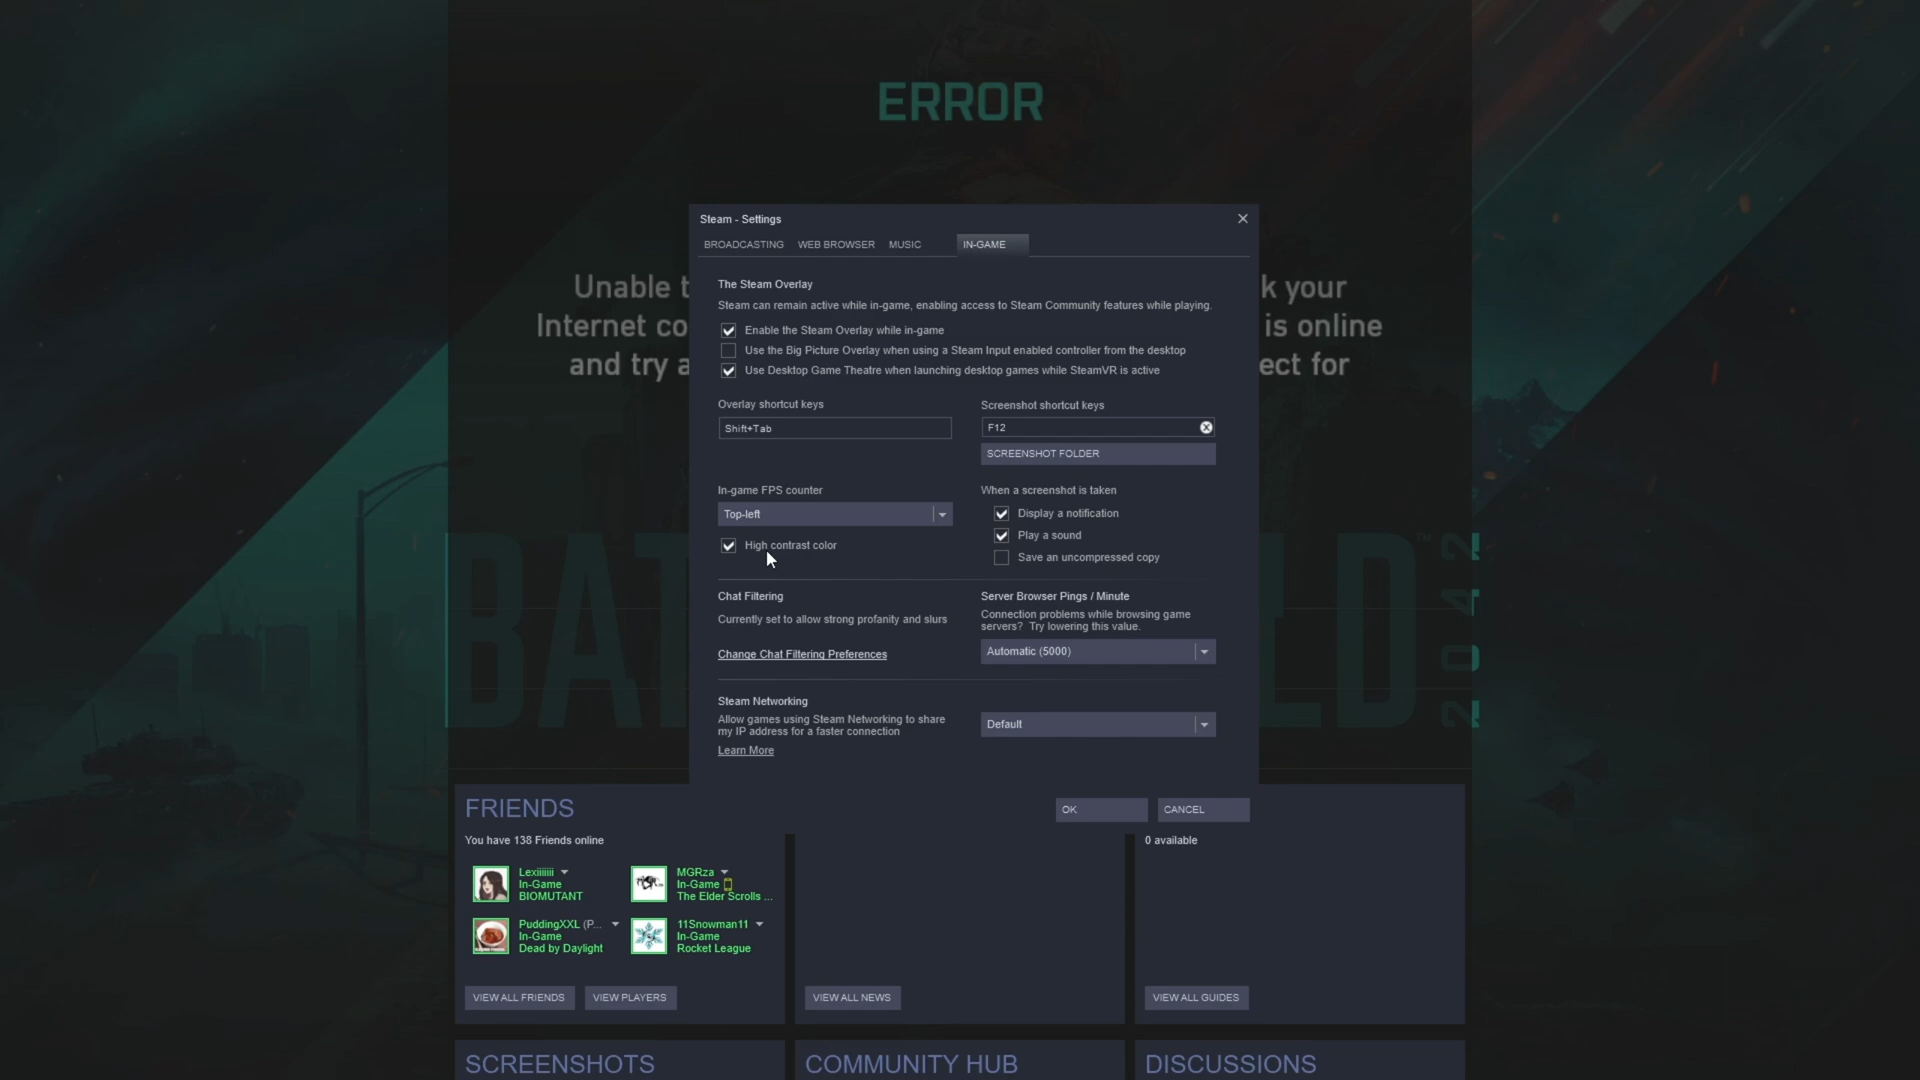 ERROR
Steam - Settings
BROADCASTING WEB BROWSER MUSIC IN-GAME
Unable t
k your
Internet co
is online
and try a
ect for
The Steam Overlay
Steam can remain active while in-game, enabling access to Steam Community features while playing.
Enable the Steam Overlay while in-game
Use the Big Picture Overlay when using a Steam Input enabled controller from the desktop
Use Desktop Game Theatre when launching desktop games while SteamVR is active
Overlay shortcut keys
Shift+Tab
Screenshot shortcut keys
F12
SCREENSHOT FOLDER
In-game FPS counter
Top-left
High contrast color
When a screenshot is taken
Display a notification
Play a sound
Save an uncompressed copy
BAT
LD
™
2042
Chat Filtering
Currently set to allow strong profanity and slurs
Change Chat Filtering Preferences
Server Browser Pings / Minute
Connection problems while browsing game
servers? Try lowering this value.
Automatic (5000)
Steam Networking
Allow games using Steam Networking to share
my IP address for a faster connection
Learn More
Default
OK
CANCEL
FRIENDS
You have 138 Friends online
Lexiiiiiii
In-Game
BIOMUTANT
MGRza
In-Game
The Elder Scrolls ...
PuddingXXL (P...
In-Game
Dead by Daylight
11Snowman11
In-Game
Rocket League
VIEW ALL FRIENDS
VIEW PLAYERS
VIEW ALL NEWS
0 available
VIEW ALL GUIDES
SCREENSHOTS
COMMUNITY HUB
DISCUSSIONS